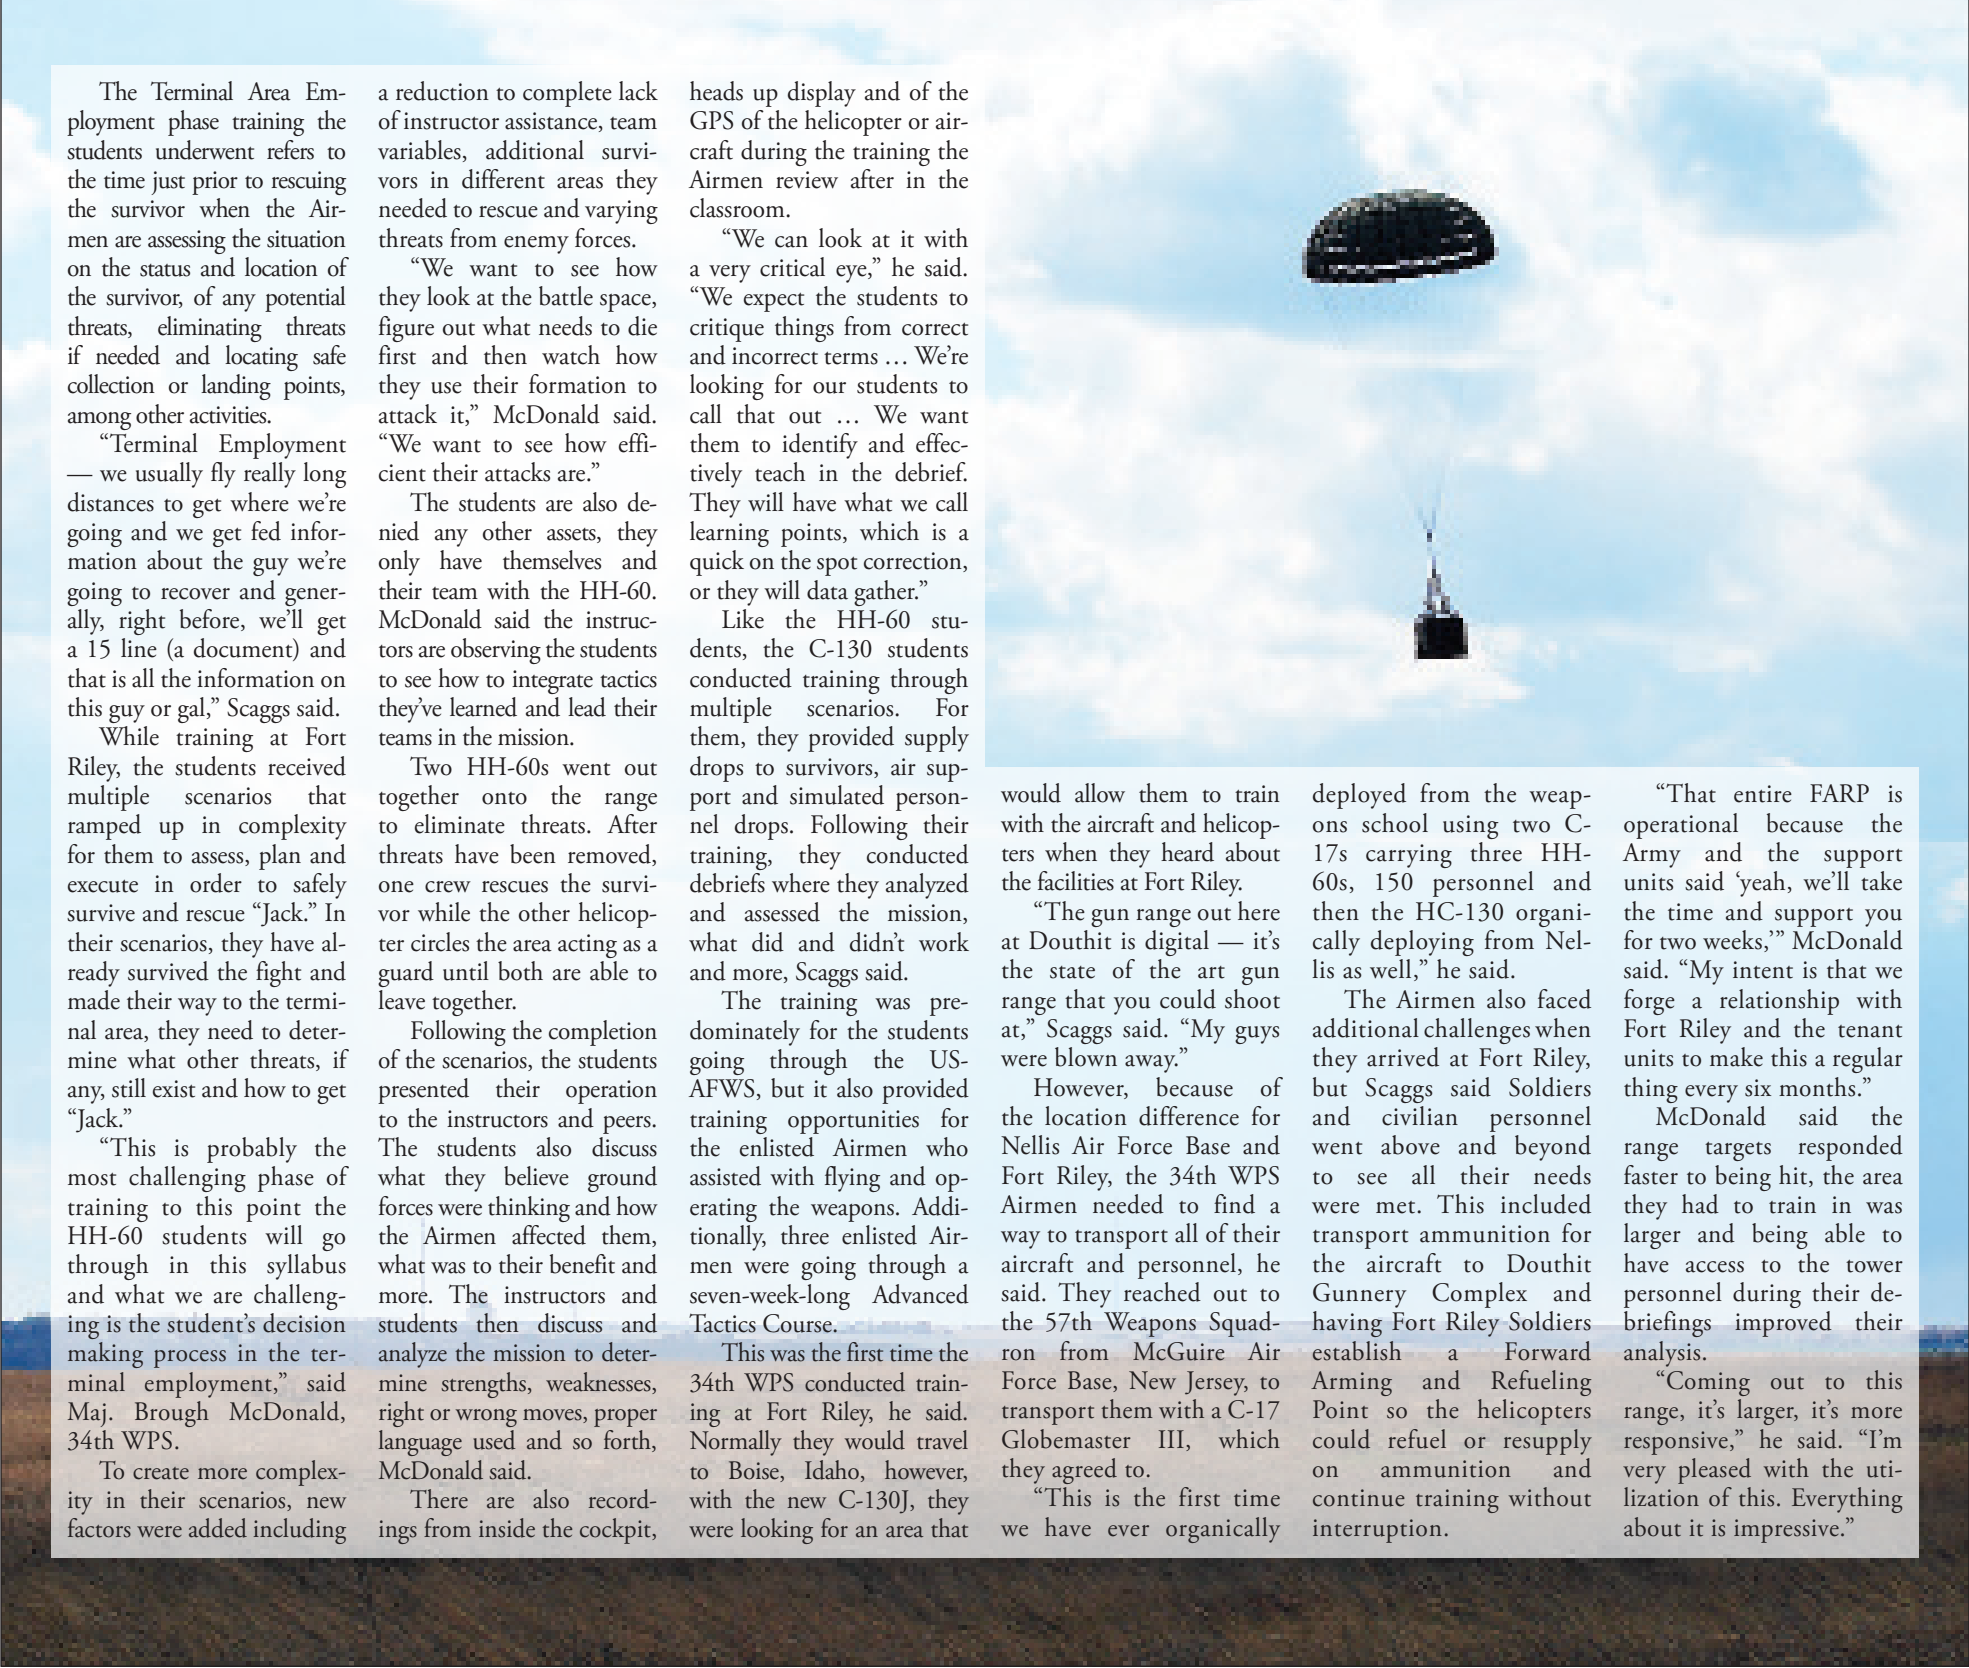 The Terminal Area Em-
ployment phase training the
students underwent refers to
the time just prior to rescuing
the survivor when the Air-
men are assessing the situation
on the status and location of
the survivor, of any potential
threats, eliminating threats
if needed and locating safe
collection or landing points,
among other activities.
“Terminal Employment
— we usually fly really long
distances to get where we’re
going and we get fed infor-
mation about the guy we’re
going to recover and gener-
ally, right before, we’ll get
a 15 line (a document) and
that is all the information on
this guy or gal,” Scaggs said.
While training at Fort
Riley, the students received
multiple scenarios that
ramped up in complexity
for them to assess, plan and
execute in order to safely
survive and rescue “Jack.” In
their scenarios, they have al-
ready survived the fight and
made their way to the termi-
nal area, they need to deter-
mine what other threats, if
any, still exist and how to get
“Jack.”
“This is probably the
most challenging phase of
training to this point the
HH-60 students will go
through in this syllabus
and what we are challeng-
ing is the student’s decision
making process in the ter-
minal employment,” said
Maj. Brough McDonald,
34th WPS.
To create more complex-
ity in their scenarios, new
factors were added including
a reduction to complete lack
of instructor assistance, team
variables, additional survi-
vors in different areas they
needed to rescue and varying
threats from enemy forces.
“We want to see how
they look at the battle space,
figure out what needs to die
first and then watch how
they use their formation to
attack it,” McDonald said.
“We want to see how effi-
cient their attacks are.”
The students are also de-
nied any other assets, they
only have themselves and
their team with the HH-60.
McDonald said the instruc-
tors are observing the students
to see how to integrate tactics
they’ve learned and lead their
teams in the mission.
Two HH-60s went out
together onto the range
to eliminate threats. After
threats have been removed,
one crew rescues the survi-
vor while the other helicop-
ter circles the area acting as a
guard until both are able to
leave together.
Following the completion
of the scenarios, the students
presented their operation
to the instructors and peers.
The students also discuss
what they believe ground
forces were thinking and how
the Airmen affected them,
what was to their benefit and
more. The instructors and
students then discuss and
analyze the mission to deter-
mine strengths, weaknesses,
right or wrong moves, proper
language used and so forth,
McDonald said.
There are also record-
ings from inside the cockpit,
heads up display and of the
GPS of the helicopter or air-
craft during the training the
Airmen review after in the
classroom.
“We can look at it with
a very critical eye,” he said.
“We expect the students to
critique things from correct
and incorrect terms … We’re
looking for our students to
call that out … We want
them to identify and effec-
tively teach in the debrief.
They will have what we call
learning points, which is a
quick on the spot correction,
or they will data gather.”
Like the HH-60 stu-
dents, the C-130 students
conducted training through
multiple scenarios. For
them, they provided supply
drops to survivors, air sup-
port and simulated person-
nel drops. Following their
training, they conducted
debriefs where they analyzed
and assessed the mission,
what did and didn’t work
and more, Scaggs said.
The training was pre-
dominately for the students
going through the US-
AFWS, but it also provided
training opportunities for
the enlisted Airmen who
assisted with flying and op-
erating the weapons. Addi-
tionally, three enlisted Air-
men were going through a
seven-week-long Advanced
Tactics Course.
This was the first time the
34th WPS conducted train-
ing at Fort Riley, he said.
Normally they would travel
to Boise, Idaho, however,
with the new C-130J, they
were looking for an area that
would allow them to train
with the aircraft and helicop-
ters when they heard about
the facilities at Fort Riley.
“The gun range out here
at Douthit is digital — it’s
the state of the art gun
range that you could shoot
at,” Scaggs said. “My guys
were blown away.”
However, because of
the location difference for
Nellis Air Force Base and
Fort Riley, the 34th WPS
Airmen needed to find a
way to transport all of their
aircraft and personnel, he
said. They reached out to
the 57th Weapons Squad-
ron from McGuire Air
Force Base, New Jersey, to
transport them with a C-17
Globemaster III, which
they agreed to.
“This is the first time
we have ever organically
deployed from the weap-
ons school using two C-
17s carrying three HH-
60s, 150 personnel and
then the HC-130 organi-
cally deploying from Nel-
lis as well,” he said.
The Airmen also faced
additional challenges when
they arrived at Fort Riley,
but Scaggs said Soldiers
and civilian personnel
went above and beyond
to see all their needs
were met. This included
transport ammunition for
the aircraft to Douthit
Gunnery Complex and
having Fort Riley Soldiers
establish a Forward
Arming and Refueling
Point so the helicopters
could refuel or resupply
on ammunition and
continue training without
interruption.
“That entire FARP is
operational because the
Army and the support
units said ‘yeah, we’ll take
the time and support you
for two weeks,’” McDonald
said. “My intent is that we
forge a relationship with
Fort Riley and the tenant
units to make this a regular
thing every six months.”
McDonald said the
range targets responded
faster to being hit, the area
they had to train in was
larger and being able to
have access to the tower
personnel during their de-
briefings improved their
analysis.
“Coming out to this
range, it’s larger, it’s more
responsive,” he said. “I’m
very pleased with the uti-
lization of this. Everything
about it is impressive.”